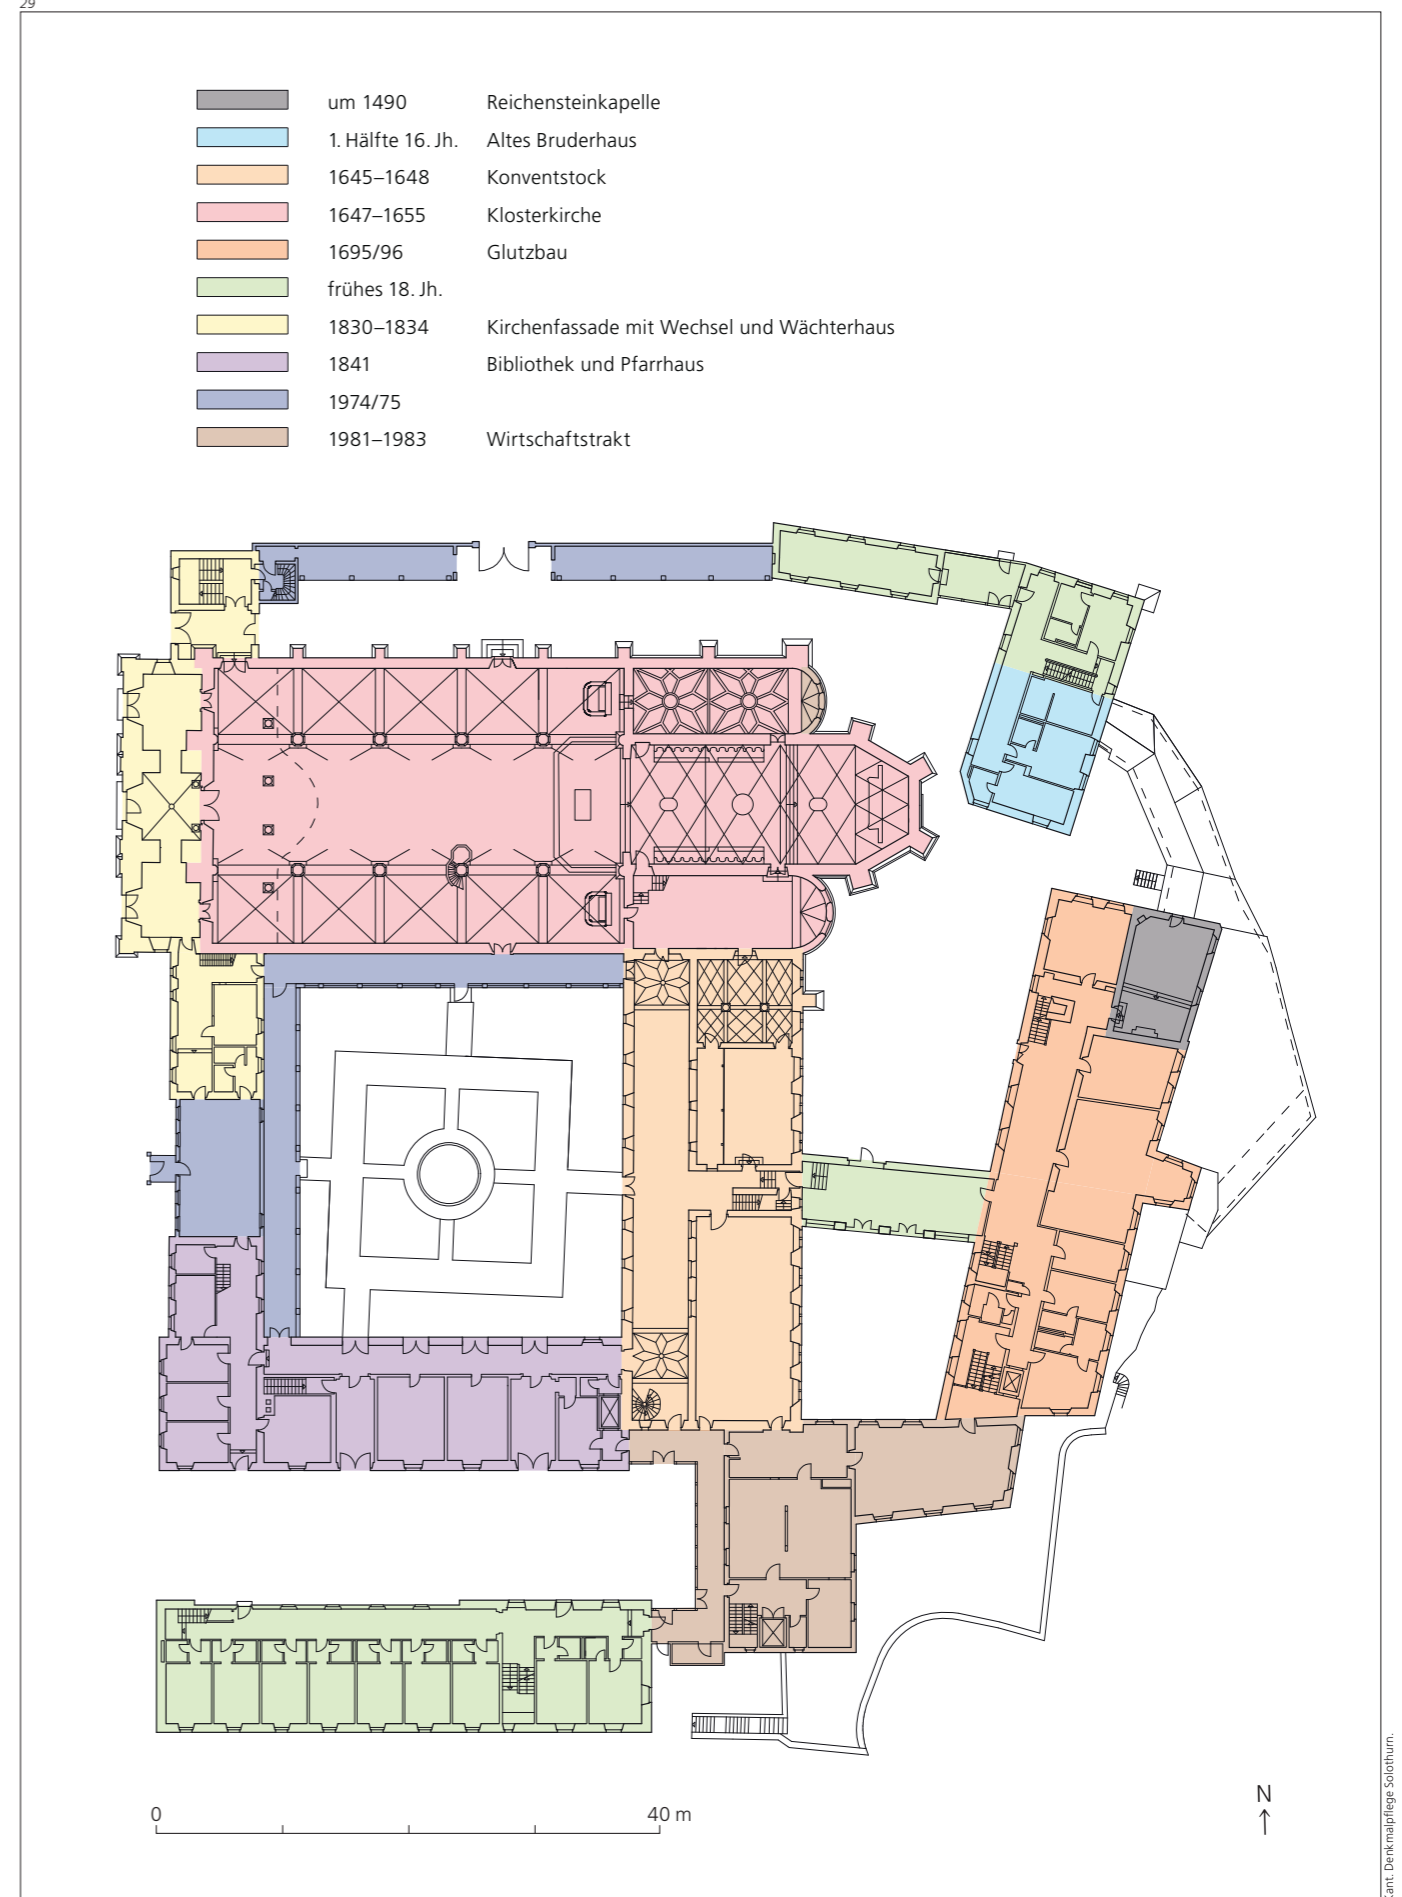 29
um 1490 Reichensteinkapelle
1. Hälfte 16. Jh. Altes Bruderhaus
1645–1648 Konventstock
1647–1655 Klosterkirche
1695/96 Glutzbau
frühes 18. Jh.
1830–1834 Kirchenfassade mit Wechsel und Wächterhaus
1841 Bibliothek und Pfarrhaus
1974/75
1981–1983 Wirtschaftstrakt
0 40 m
N
Kant. Denkmalpflege Solothurn.